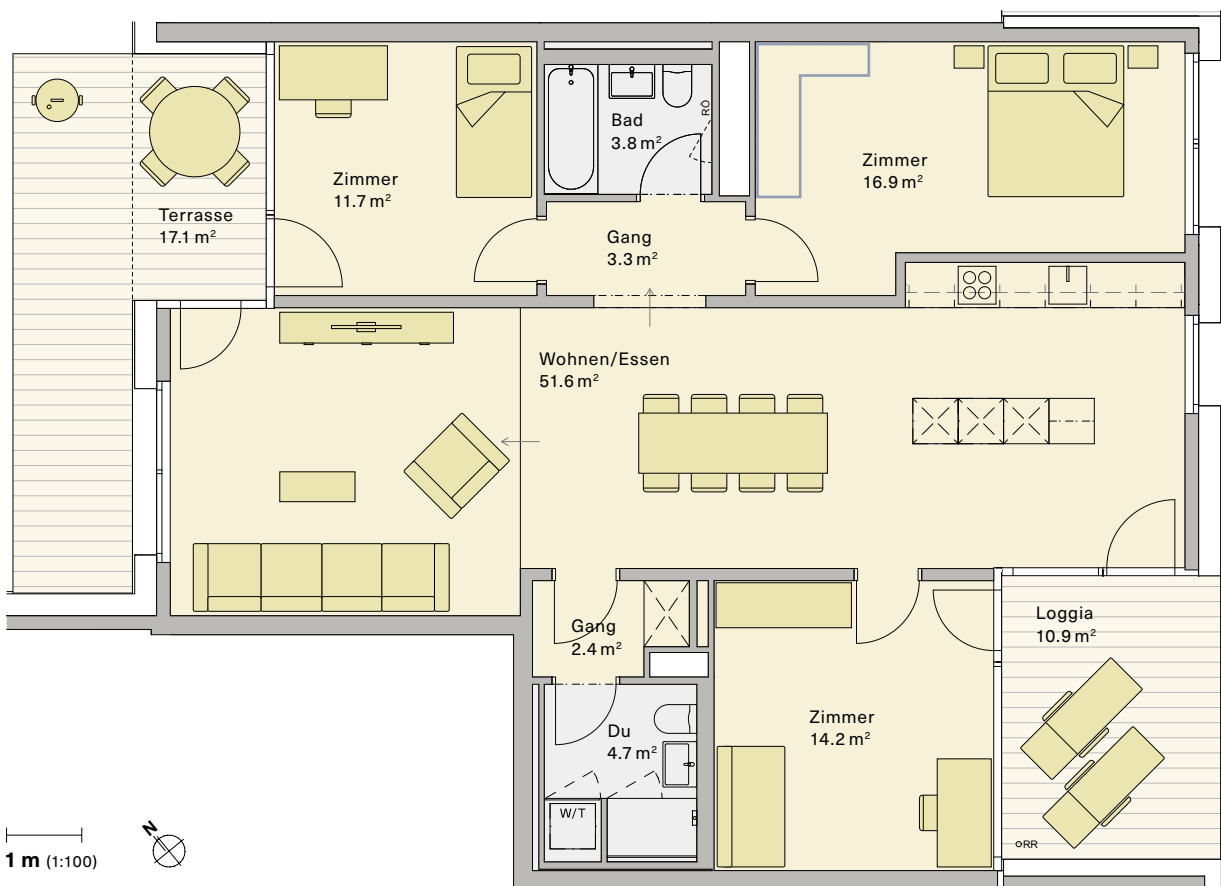 Zimmer
11.7 m²
Bad
3.8 m²
RÖ
Zimmer
16.9 m²
Terrasse
17.1 m²
Gang
3.3 m²
Wohnen/Essen
51.6 m²
Gang
2.4 m²
Loggia
10.9 m²
Du
4.7 m²
Zimmer
14.2 m²
W/T
RR
N
1 m (1:100)